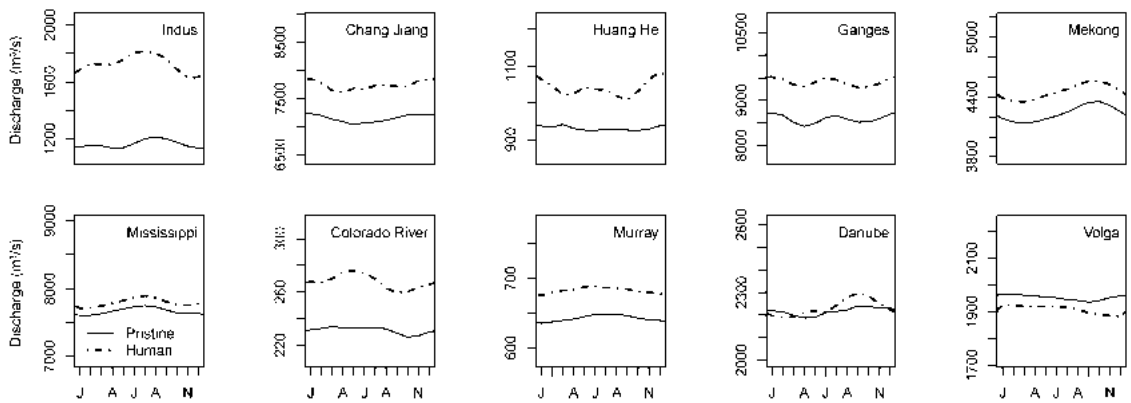 Discharge (m³/s)
Indus
2000
1600
1200
Chang Jiang
8500
7500
6500
Huang He
1100
900
Ganges
10500
9000
8000
Mekong
5000
4400
3800
Discharge (m³/s)
Mississippi
9000
8000
7000
Pristine
Human
J A J A N
Colorado River
300
260
220
J A J A N
Murray
700
600
J A J A N
Danube
2600
2300
2000
J A J A N
Volga
2100
1900
1700
J A J A N